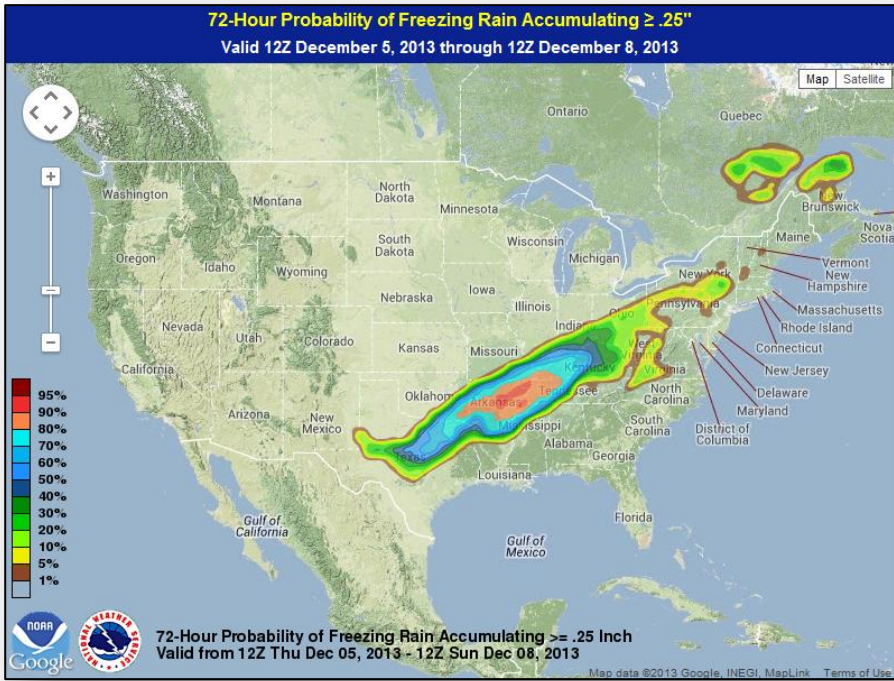 72-Hour Probability of Freezing Rain Accumulating ≥ .25"
Valid 12Z December 5, 2013 through 12Z December 8, 2013
Map
Satellite
Ontario
Quebec
Washington
Montana
North
Dakota
Minnesota
New
Brunswick
Nova
Scotia
Maine
Oregon
Idaho
Wyoming
South
Dakota
Wisconsin
Michigan
Vermont
New
Hampshire
New York
Massachusetts
Rhode Island
Connecticut
Nebraska
Iowa
Illinois
Indiana
Ohio
Pennsylvania
New Jersey
Delaware
Maryland
District of
Columbia
Nevada
Utah
Colorado
Kansas
Missouri
West
Virginia
Kentucky
Virginia
California
Arizona
New
Mexico
Oklahoma
Arkansas
Tennessee
North
Carolina
South
Carolina
Mississippi
Alabama
Georgia
Texas
Louisiana
Florida
Gulf of
California
Gulf of
Mexico
95%
90%
80%
70%
60%
50%
40%
30%
20%
10%
5%
1%
NOAA
NATIONAL WEATHER SERVICE
Google
72-Hour Probability of Freezing Rain Accumulating >= .25 Inch
Valid from 12Z Thu Dec 05, 2013 - 12Z Sun Dec 08, 2013
Map data ©2013 Google, INEGI, MapLink
Terms of Use